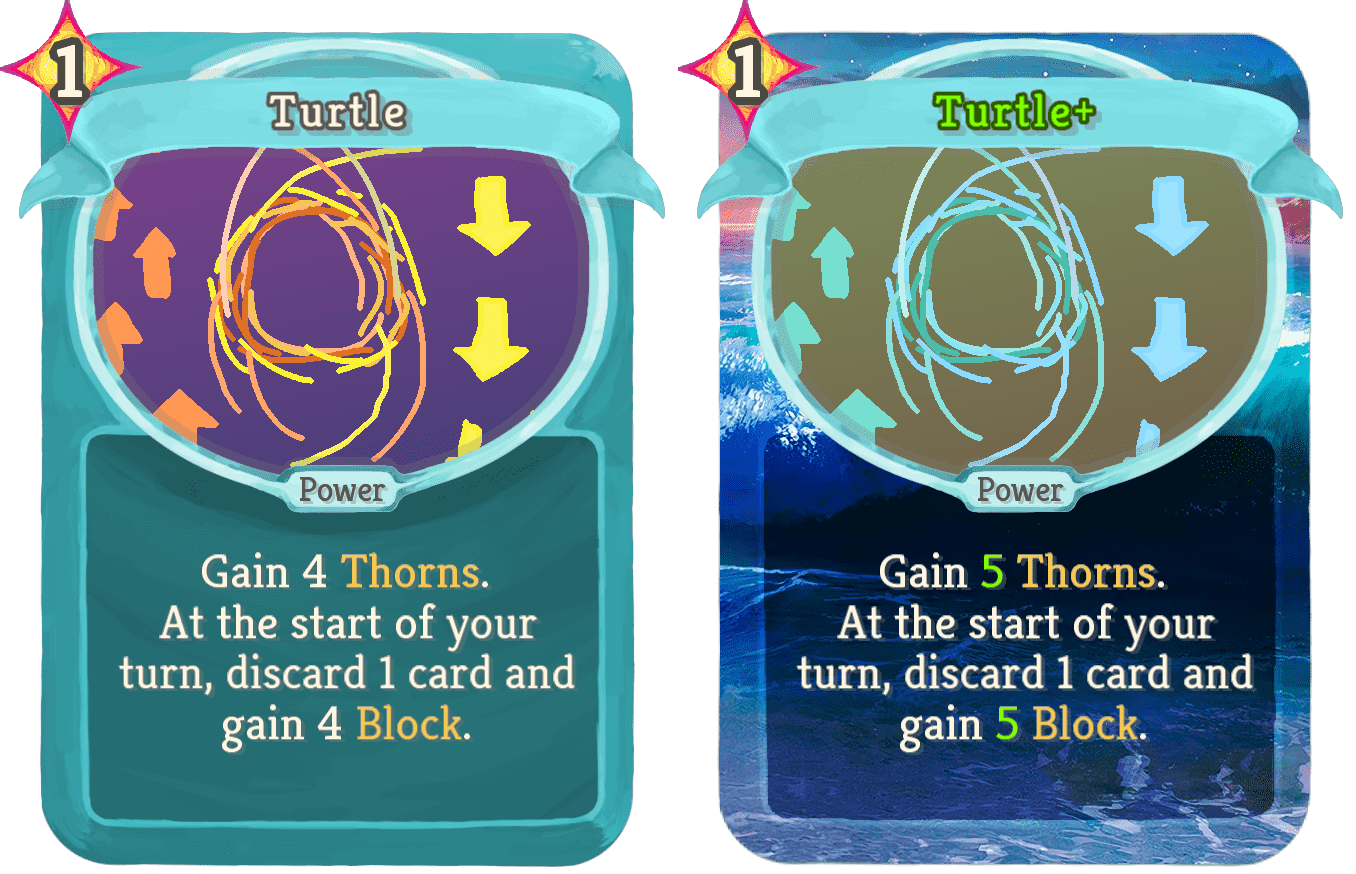 1
Turtle
Power
Gain 4 Thorns.
At the start of your
turn, discard 1 card and
gain 4 Block.
1
Turtle+
Power
Gain 5 Thorns.
At the start of your
turn, discard 1 card and
gain 5 Block.